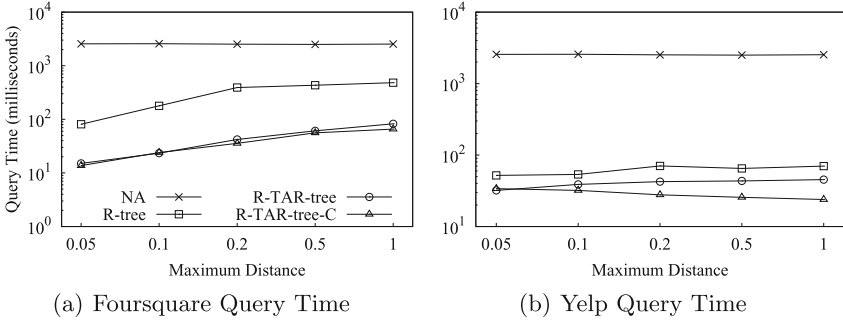 10^4
10^3
10^2
10^1
10^0
Query Time (milliseconds)
NA
R-tree
R-TAR-tree
R-TAR-tree-C
0.05 0.1 0.2 0.5 1
Maximum Distance
(a) Foursquare Query Time
10^4
10^3
10^2
10^1
0.05 0.1 0.2 0.5 1
Maximum Distance
(b) Yelp Query Time